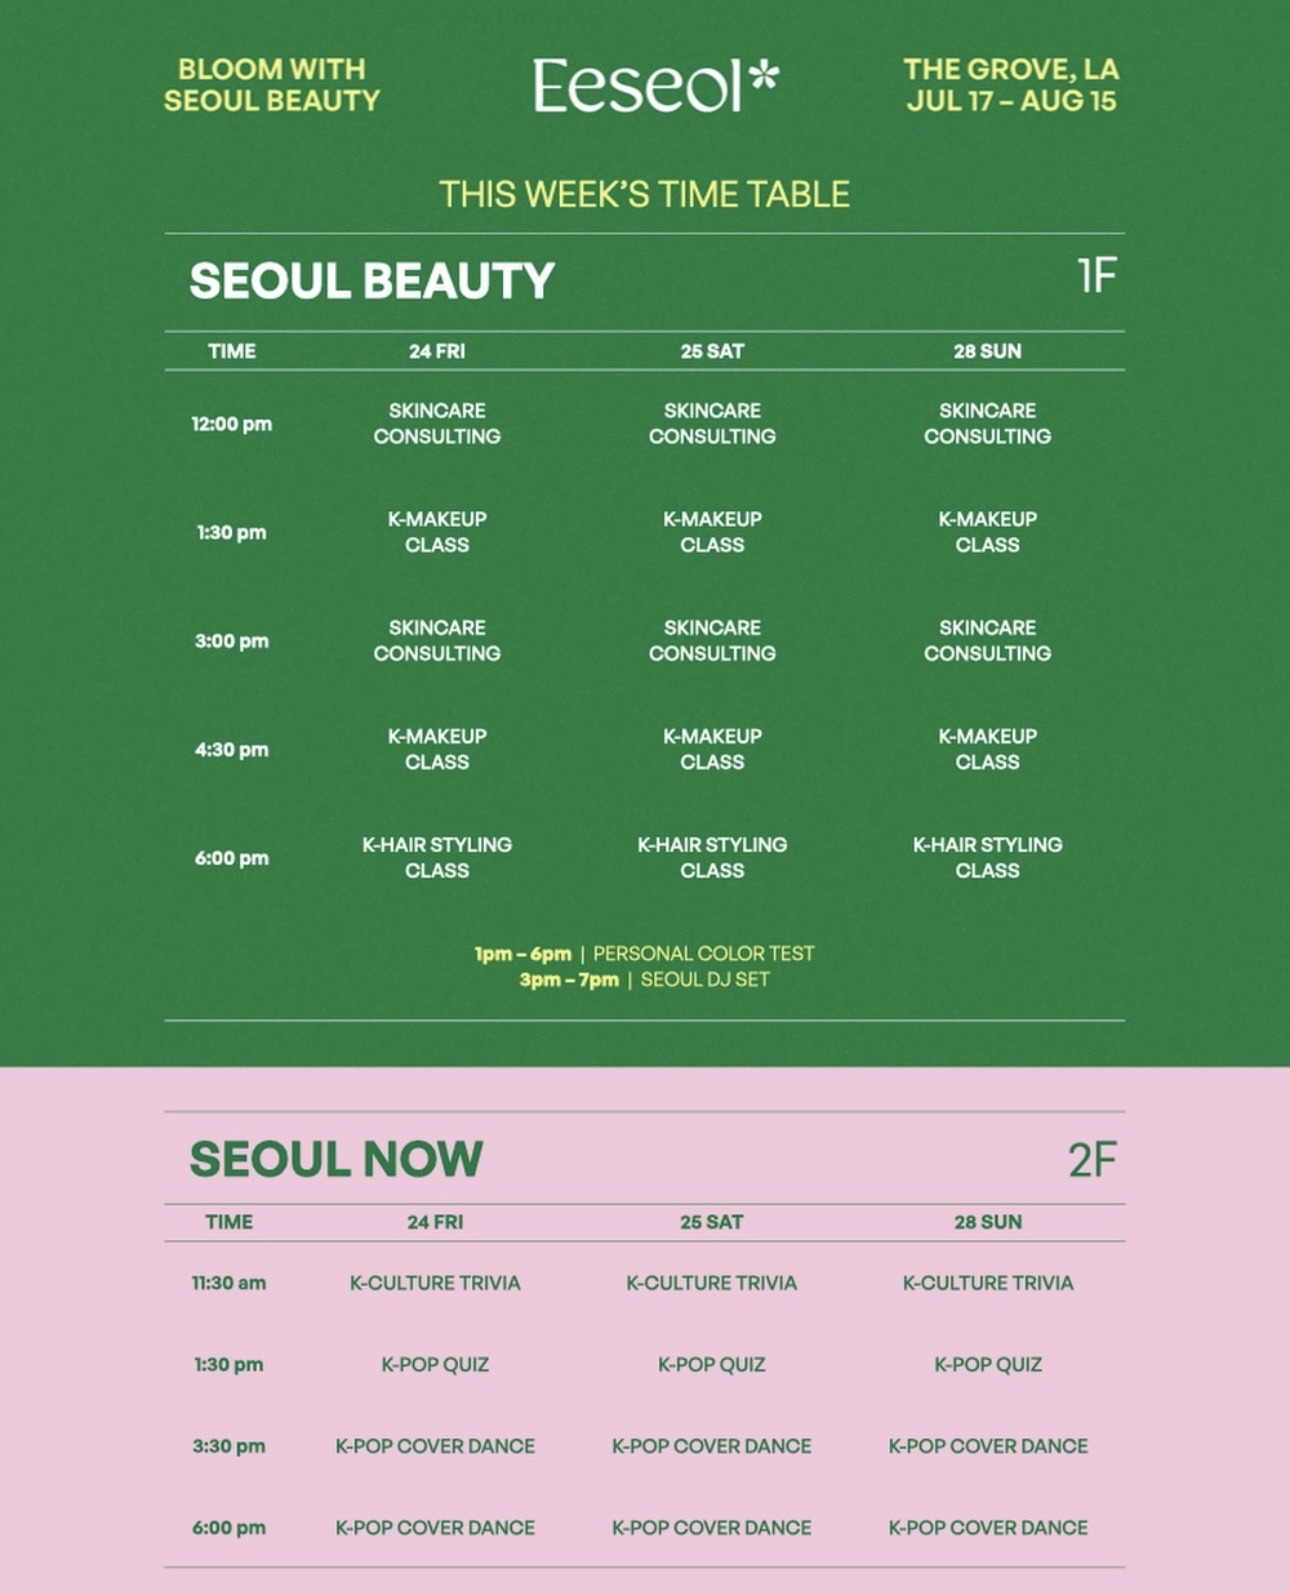 BLOOM WITH
SEOUL BEAUTY
Eeseol*
THE GROVE, LA
JUL 17 – AUG 15
THIS WEEK'S TIME TABLE
SEOUL BEAUTY 1F
TIME 24 FRI 25 SAT 28 SUN
12:00 pm SKINCARE CONSULTING SKINCARE CONSULTING SKINCARE CONSULTING
1:30 pm K-MAKEUP CLASS K-MAKEUP CLASS K-MAKEUP CLASS
3:00 pm SKINCARE CONSULTING SKINCARE CONSULTING SKINCARE CONSULTING
4:30 pm K-MAKEUP CLASS K-MAKEUP CLASS K-MAKEUP CLASS
6:00 pm K-HAIR STYLING CLASS K-HAIR STYLING CLASS K-HAIR STYLING CLASS
1pm – 6pm | PERSONAL COLOR TEST
3pm – 7pm | SEOUL DJ SET
SEOUL NOW 2F
TIME 24 FRI 25 SAT 28 SUN
11:30 am K-CULTURE TRIVIA K-CULTURE TRIVIA K-CULTURE TRIVIA
1:30 pm K-POP QUIZ K-POP QUIZ K-POP QUIZ
3:30 pm K-POP COVER DANCE K-POP COVER DANCE K-POP COVER DANCE
6:00 pm K-POP COVER DANCE K-POP COVER DANCE K-POP COVER DANCE